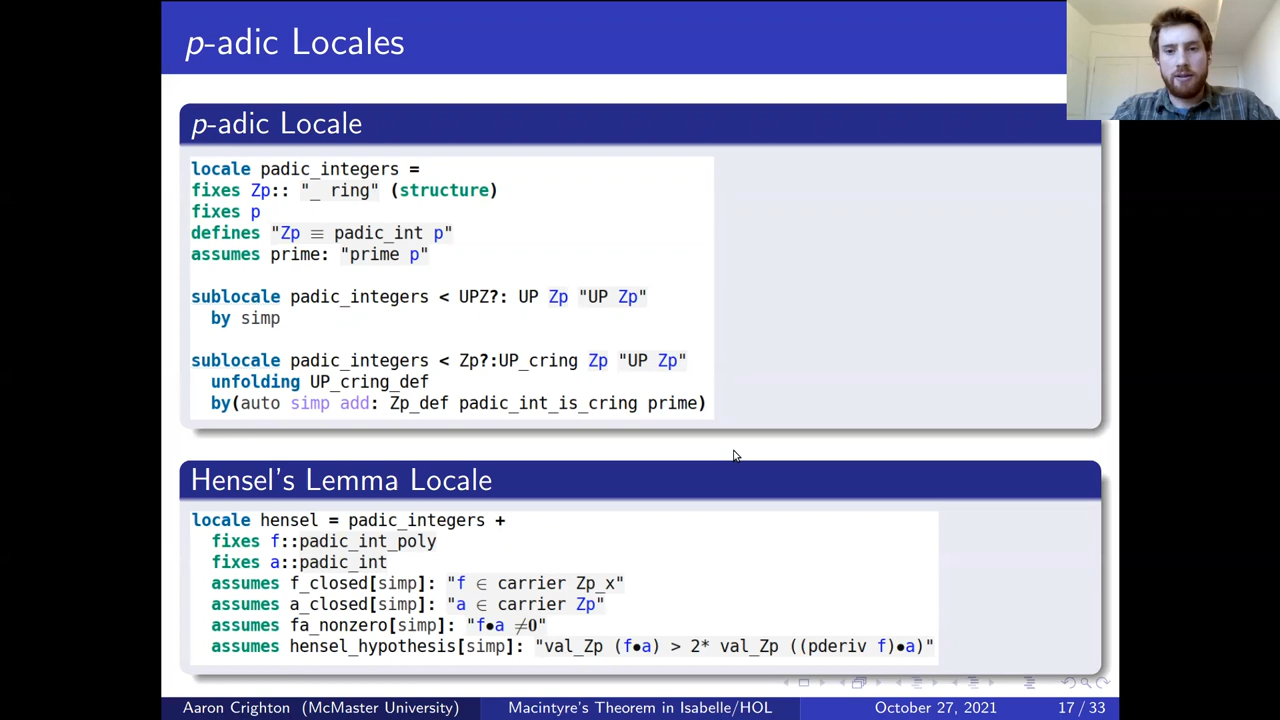 p-adic Locales
p-adic Locale
locale padic_integers =
fixes Zp:: "_ ring" (structure)
fixes p
defines "Zp ≡ padic_int p"
assumes prime: "prime p"
sublocale padic_integers < UPZ?: UP Zp "UP Zp"
by simp
sublocale padic_integers < Zp?:UP_cring Zp "UP Zp"
unfolding UP_cring_def
by(auto simp add: Zp_def padic_int_is_cring prime)
Hensel's Lemma Locale
locale hensel = padic_integers +
fixes f::padic_int_poly
fixes a::padic_int
assumes f_closed[simp]: "f ∈ carrier Zp_x"
assumes a_closed[simp]: "a ∈ carrier Zp"
assumes fa_nonzero[simp]: "f•a ≠0"
assumes hensel_hypothesis[simp]: "val_Zp (f•a) > 2* val_Zp ((pderiv f)•a)"
Aaron Crighton (McMaster University) Macintyre's Theorem in Isabelle/HOL October 27, 2021 17 / 33